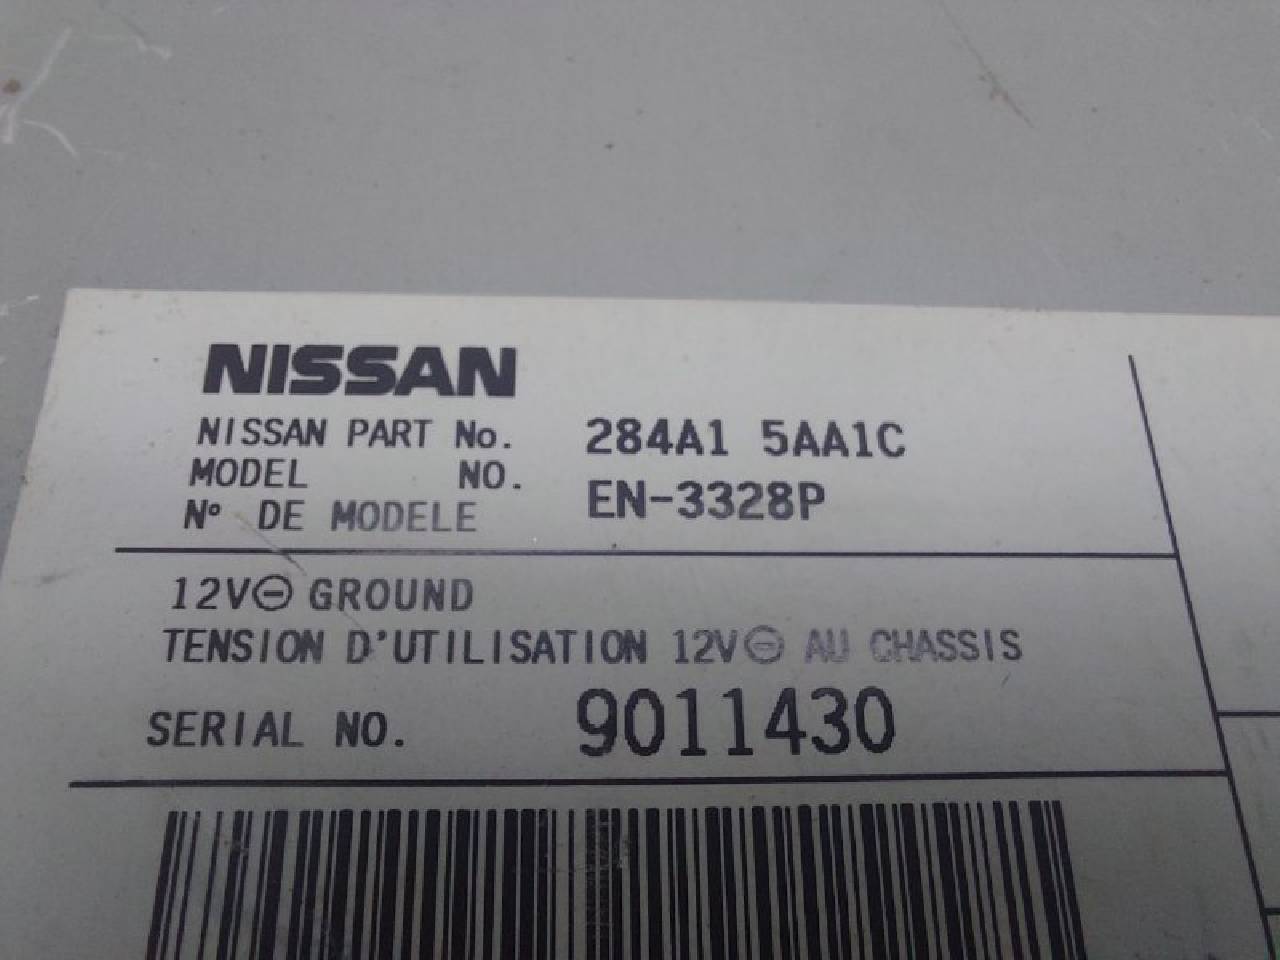 NISSAN
NISSAN PART No. 284A1 5AA1C
MODEL NO. EN-3328P
N° DE MODELE
12V⊖ GROUND
TENSION D'UTILISATION 12V⊖ AU CHASSIS
SERIAL NO. 9011430